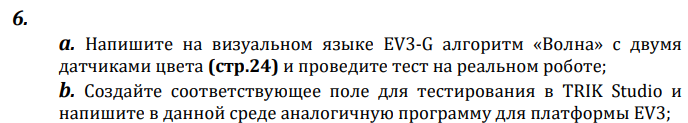 6.
a. Напишите на визуальном языке EV3-G алгоритм «Волна» с двумя
датчиками цвета (стр.24) и проведите тест на реальном роботе;
b. Создайте соответствующее поле для тестирования в TRIK Studio и
напишите в данной среде аналогичную программу для платформы EV3;